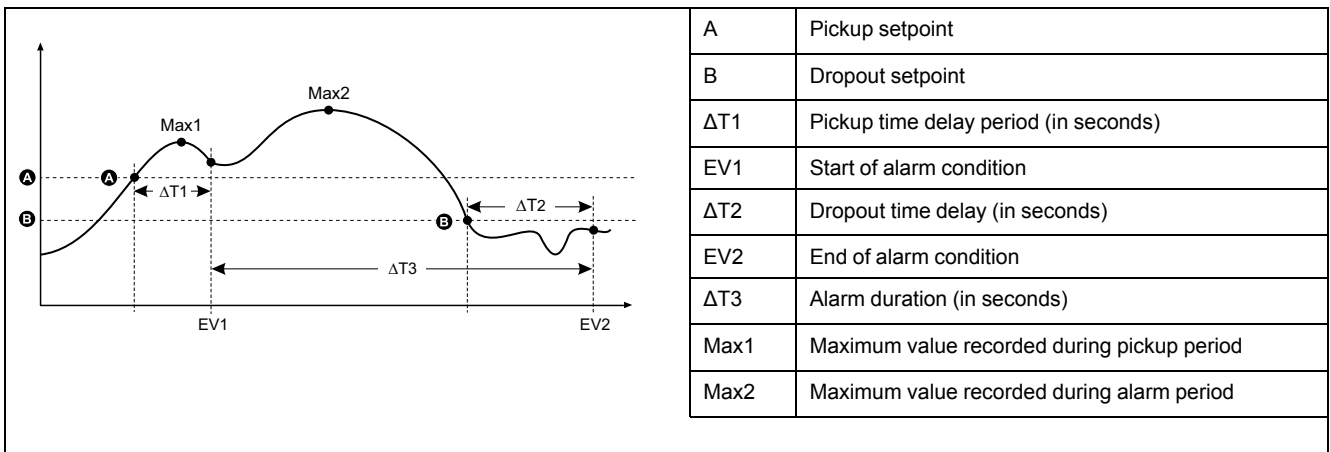 Max2
Max1
A
A
ΔT1
B
B
ΔT2
ΔT3
EV1
EV2
A Pickup setpoint
B Dropout setpoint
ΔT1 Pickup time delay period (in seconds)
EV1 Start of alarm condition
ΔT2 Dropout time delay (in seconds)
EV2 End of alarm condition
ΔT3 Alarm duration (in seconds)
Max1 Maximum value recorded during pickup period
Max2 Maximum value recorded during alarm period